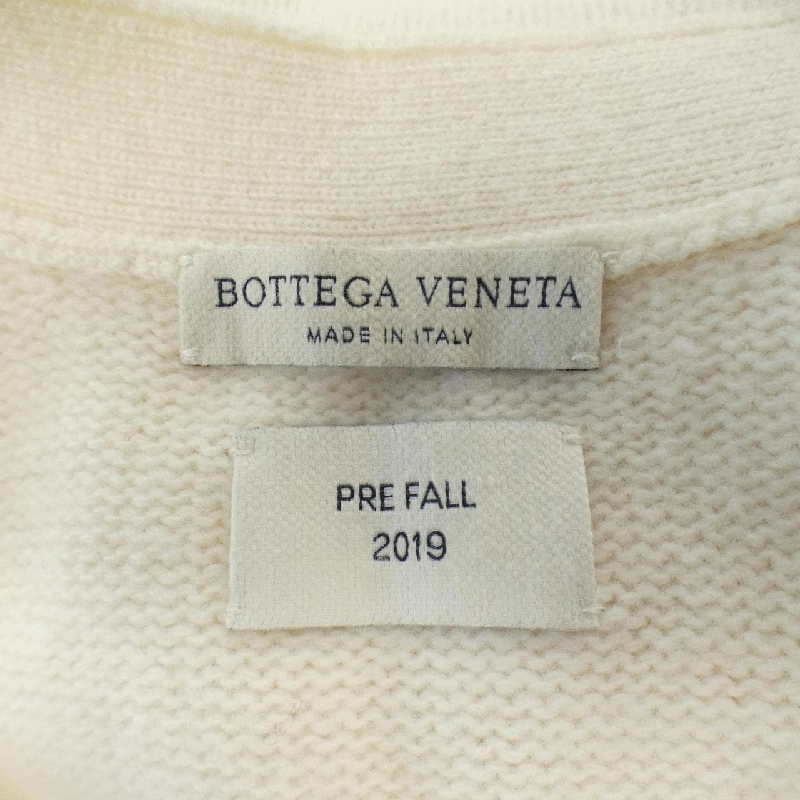 BOTTEGA VENETA
MADE IN ITALY
PRE FALL
2019